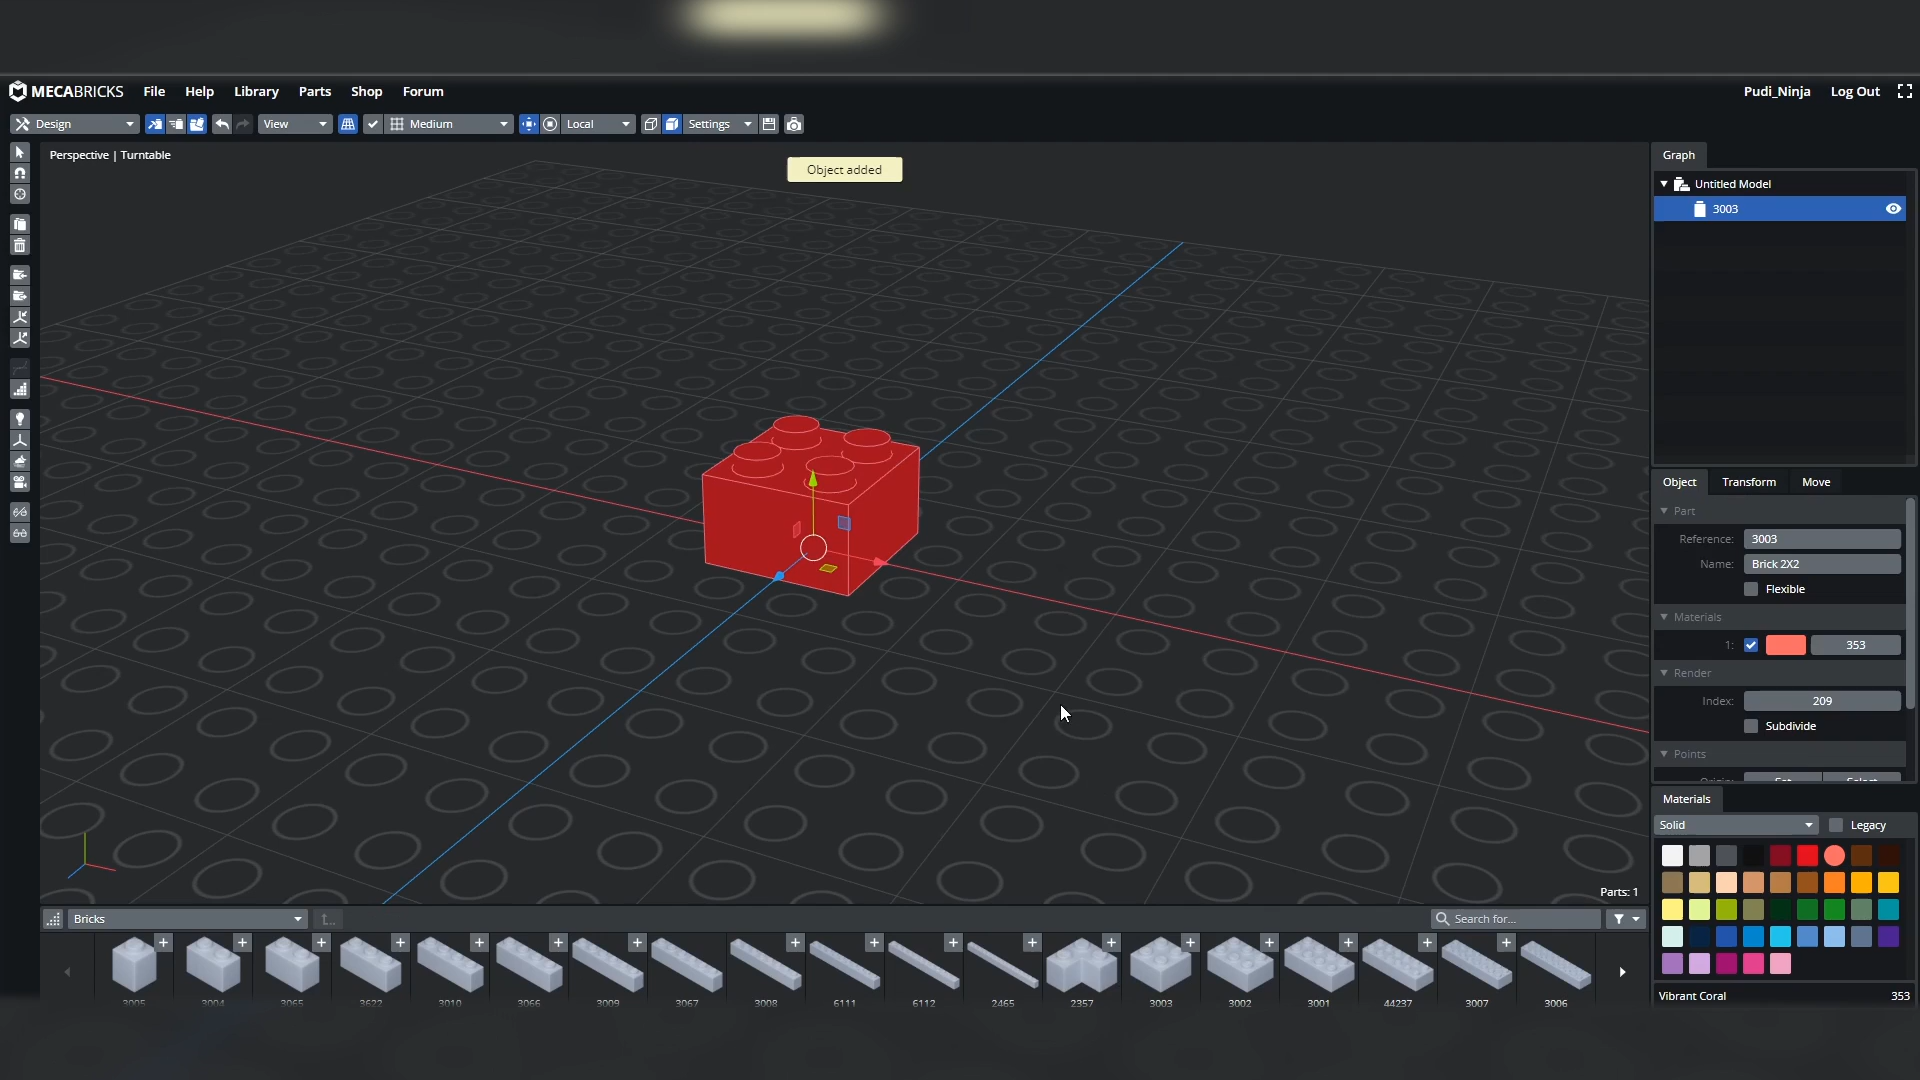 MECABRICKS File Help Library Parts Shop Forum Pudi_Ninja Log Out
Design View Medium Local Settings
Perspective | Turntable
Object added
Graph
Untitled Model
3003
Object Transform Move
Part
Reference: 3003
Name: Brick 2X2
Flexible
Materials
1: 353
Render
Index: 209
Subdivide
Points
Origin: Set Select
Materials
Solid Legacy
Vibrant Coral 353
Parts: 1
Bricks Search for...
3005 3004 3065 3622 3010 3066 3009 3067 3008 6111 6112 2465 2357 3003 3002 3001 44237 3007 3006